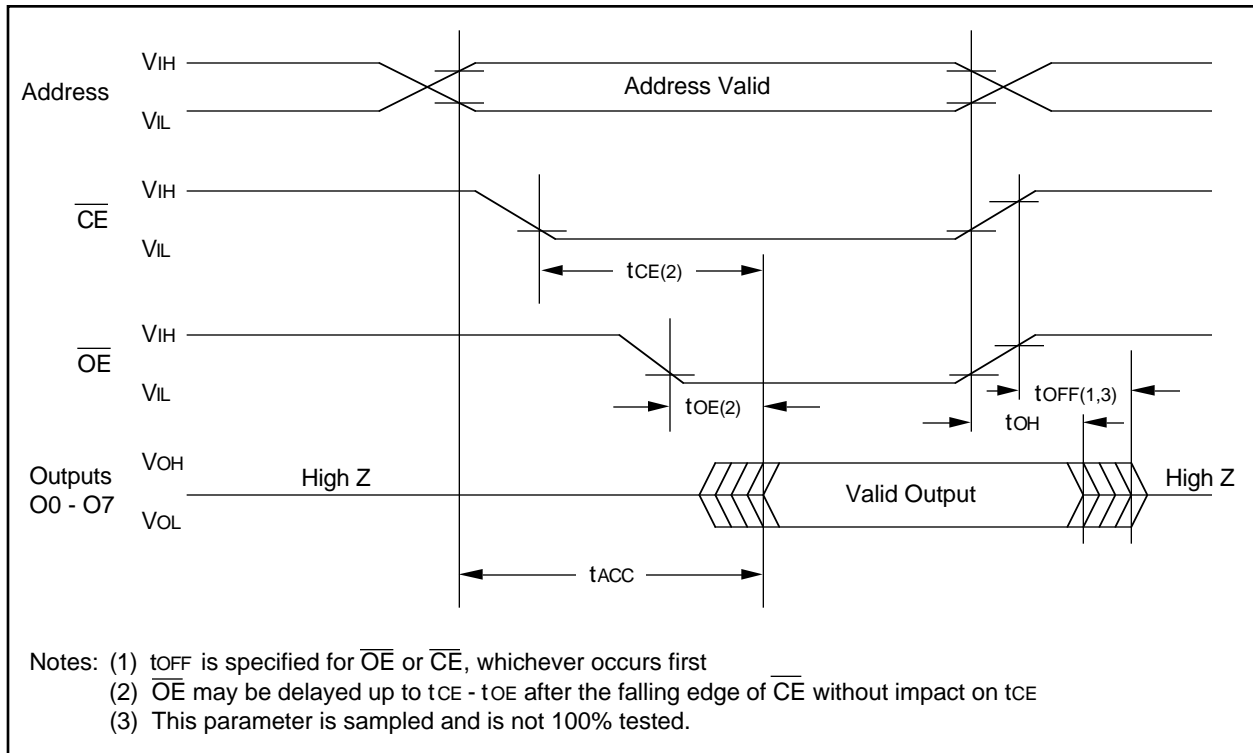 VIH
Address
Address Valid
VIL
VIH
CE
VIL
tCE(2)
VIH
OE
VIL
tOE(2)
tOFF(1,3)
tOH
VOH
Outputs
O0 - O7
High Z
Valid Output
High Z
VOL
tACC
Notes: (1) tOFF is specified for OE or CE, whichever occurs first
(2) OE may be delayed up to tCE - tOE after the falling edge of CE without impact on tCE
(3) This parameter is sampled and is not 100% tested.